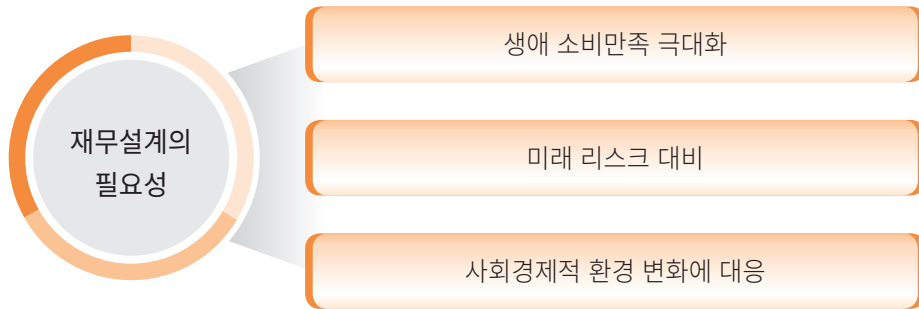 재무설계의
필요성
생애 소비만족 극대화
미래 리스크 대비
사회경제적 환경 변화에 대응